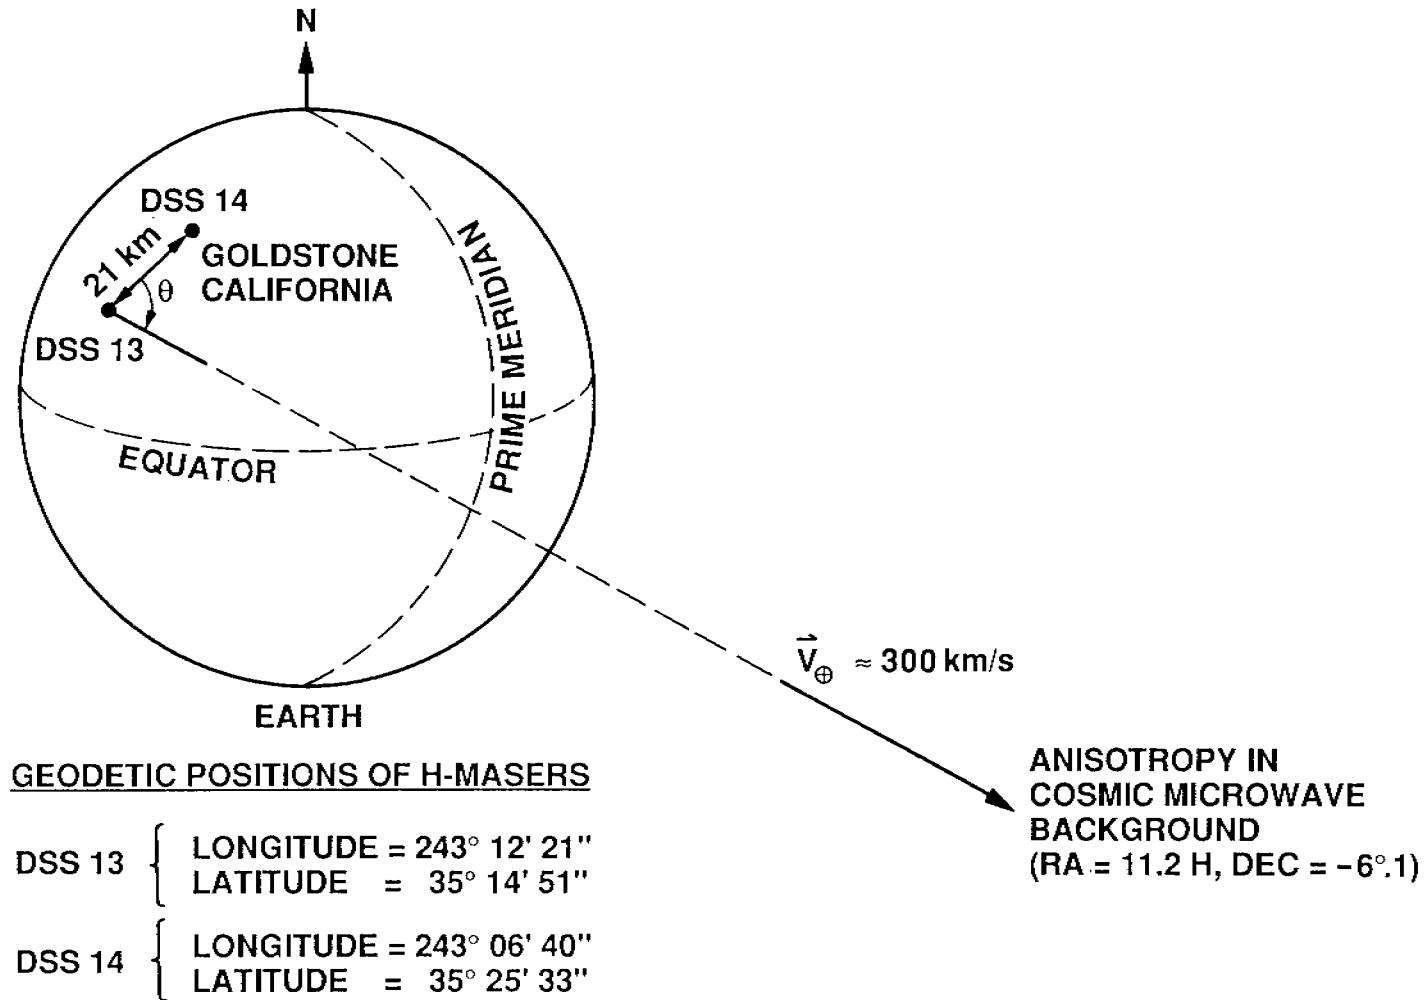 N
DSS 14
21 km
GOLDSTONE
CALIFORNIA
θ
DSS 13
PRIME MERIDIAN
EQUATOR
V⃗⊕ ≈ 300 km/s
EARTH
ANISOTROPY IN
COSMIC MICROWAVE
BACKGROUND
(RA = 11.2 H, DEC = −6°.1)
GEODETIC POSITIONS OF H-MASERS
DSS 13 { LONGITUDE = 243° 12' 21"
LATITUDE = 35° 14' 51"
DSS 14 { LONGITUDE = 243° 06' 40"
LATITUDE = 35° 25' 33"